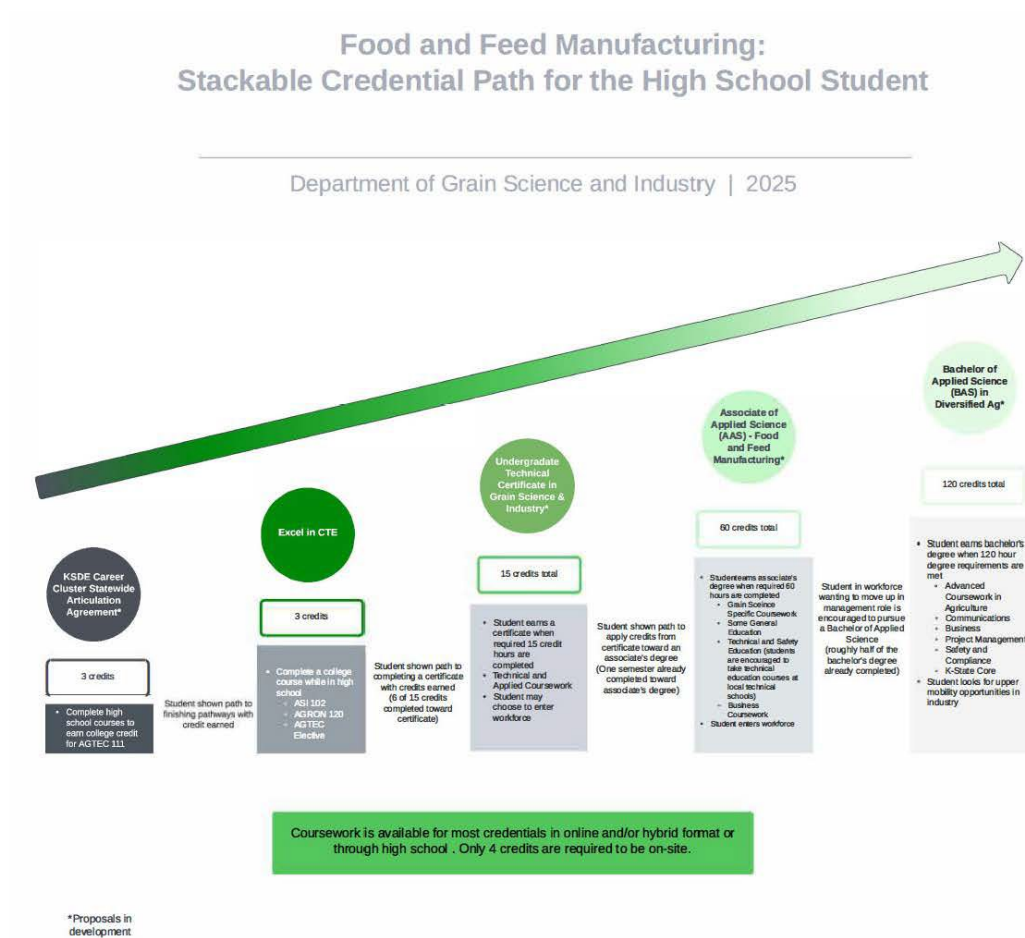 Food and Feed Manufacturing:
Stackable Credential Path for the High School Student
Department of Grain Science and Industry | 2025
KSDE Career
Cluster Statewide
Articulation
Agreement*
3 credits
• Complete high
school courses to
earn college credit
for AGTEC 111
Student shown path to
finishing pathways with
credit earned
Excel in CTE
3 credits
• Complete a college
course while in high
school
- ASI 102
- AGRON 120
- AGTEC
Elective
Student shown path to
completing a certificate
with credits earned
(6 of 15 credits
completed toward
certificate)
Undergradate
Technical
Certificate in
Grain Science &
Industry*
15 credits total
• Student earns a
certificate when
required 15 credit
hours are
completed
• Technical and
Applied Coursework
• Student may
choose to enter
workforce
Student shown path to
apply credits from
certificate toward an
associate's degree
(One semester already
completed toward
associate's degree)
Associate of
Applied Science
(AAS) - Food
and Feed
Manufacturing*
60 credits total
• Studentearns associate's
degree when required 60
hours are completed
• Grain Sceince
Specific Coursework
• Some General
Education
• Technical and Safety
Education (students
are encouraged to
take technical
education courses at
local technical
schools)
– Business
Coursework
• Student enters workforce
Student in workforce
wanting to move up in
management role is
encouraged to pursue
a Bachelor of Applied
Science
(roughly half of the
bachelor's degree
already completed)
Bachelor of
Applied Science
(BAS) in
Diversified Ag*
120 credits total
• Student earns bachelor's
degree when 120 hour
degree requirements are
met
• Advanced
Coursework in
Agriculture
• Communications
• Business
• Project Management
• Safety and
Compliance
• K-State Core
• Student looks for upper
mobility opportunities in
industry
Coursework is available for most credentials in online and/or hybrid format or
through high school . Only 4 credits are required to be on-site.
*Proposals in
development